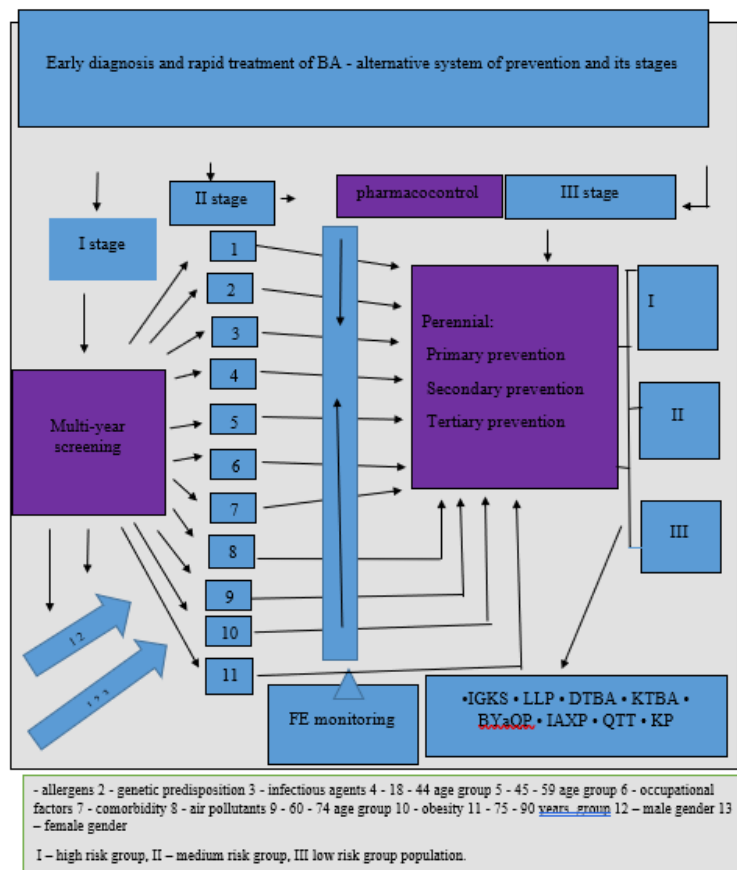 Early diagnosis and rapid treatment of BA - alternative system of prevention and its stages
II stage
pharmacocontrol
III stage
I stage
1
2
3
4
5
6
7
8
9
10
11
Multi-year
screening
Perennial:
Primary prevention
Secondary prevention
Tertiary prevention
I
II
III
FE monitoring
•IGKS • LLP • DTBA • KTBA •
BYaOP • IAXP • QTT • KP
- allergens 2 - genetic predisposition 3 - infectious agents 4 - 18 - 44 age group 5 - 45 - 59 age group 6 - occupational
factors 7 - comorbidity 8 - air pollutants 9 - 60 - 74 age group 10 - obesity 11 - 75 - 90 years. group 12 – male gender 13
– female gender
I – high risk group, II – medium risk group, III low risk group population.